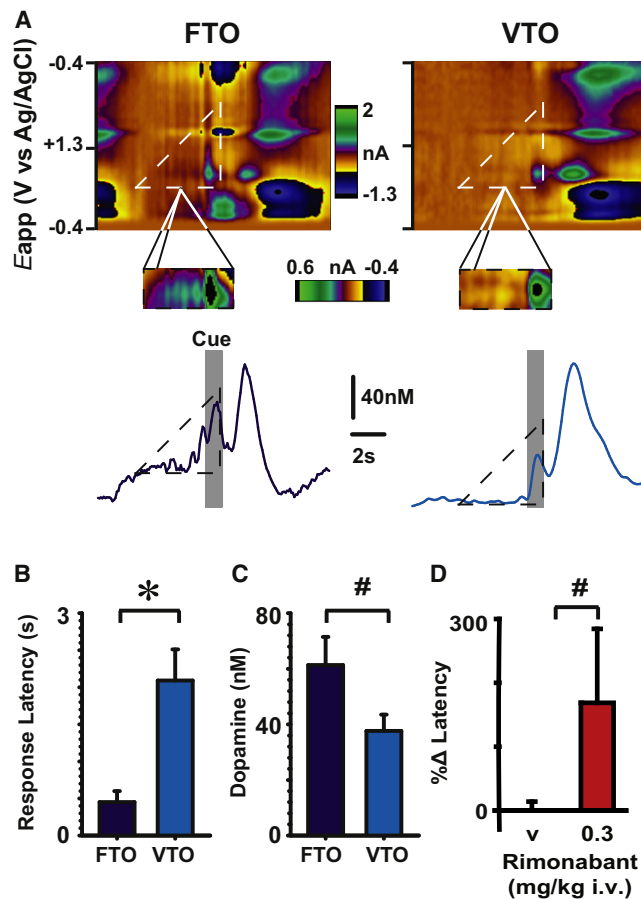 A
FTO
VTO
Eapp (V vs Ag/AgCl)
-0.4
+1.3
-0.4
2
nA
-1.3
0.6 nA -0.4
Cue
40nM
2s
B
*
Response Latency (s)
3
0
FTO VTO
C
#
Dopamine (nM)
80
40
0
FTO VTO
D
#
%Δ Latency
300
0
v 0.3
Rimonabant
(mg/kg i.v.)